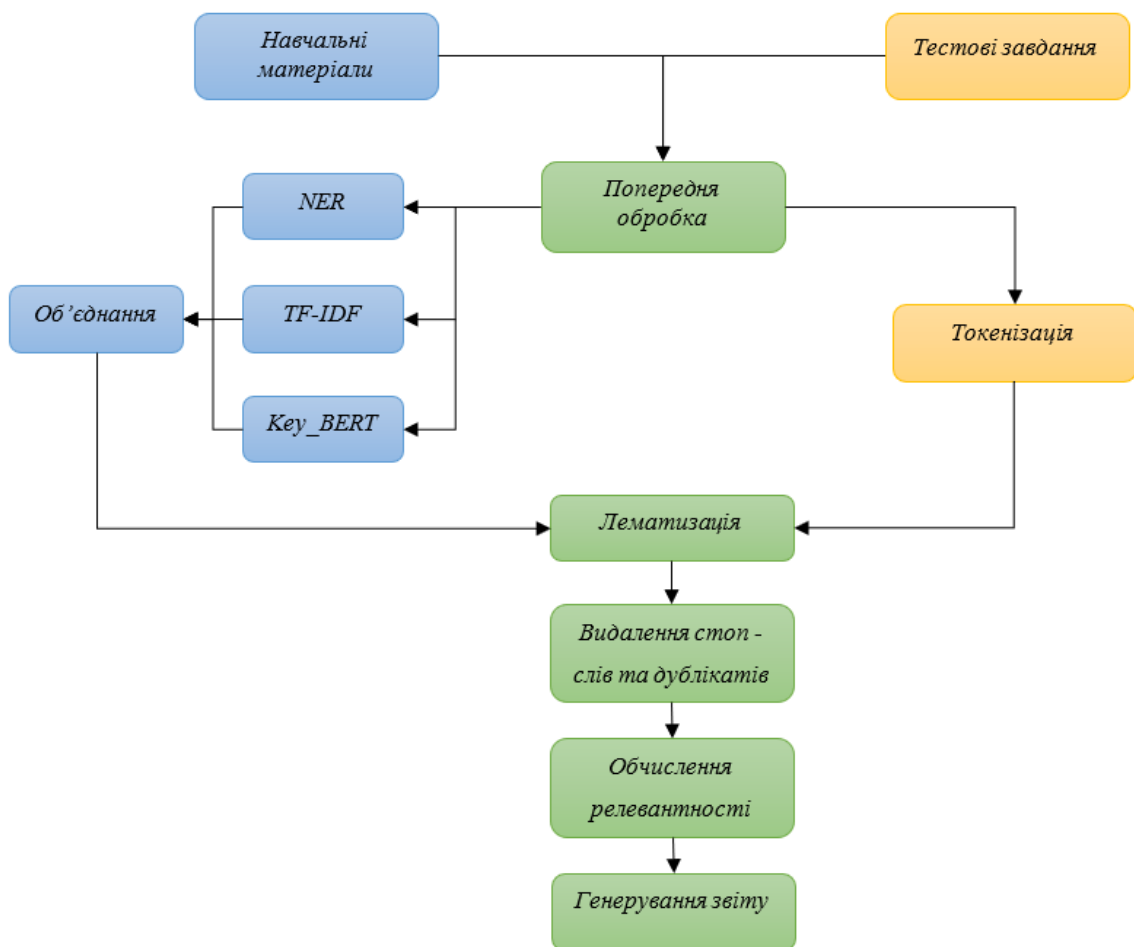 Навчальні
матеріали
Тестові завдання
Попередня
обробка
NER
TF-IDF
Об’єднання
Токенізація
Key_BERT
Лематизація
Видалення стоп -
слів та дублікатів
Обчислення
релевантності
Генерування звіту